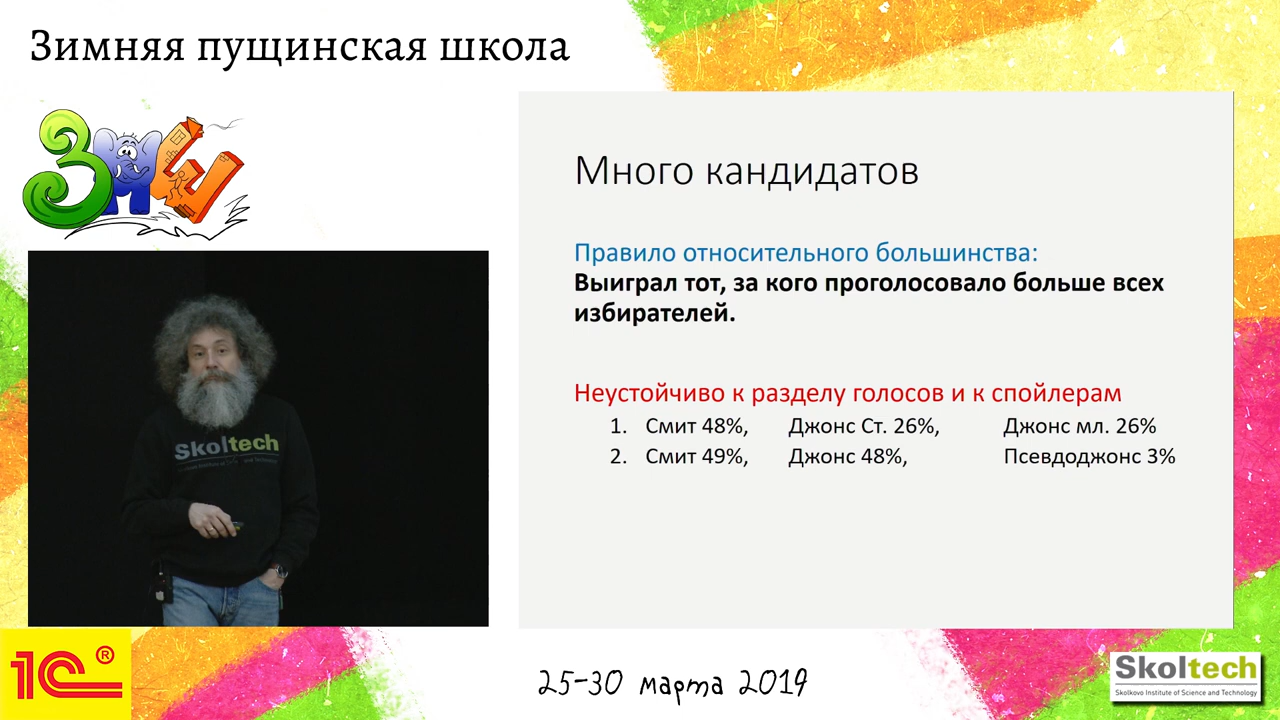 Зимняя пущинская школа
ЗПШ
Много кандидатов
Правило относительного большинства:
Выиграл тот, за кого проголосовало больше всех
избирателей.
Неустойчиво к разделу голосов и к спойлерам
1. Смит 48%, Джонс Ст. 26%, Джонс мл. 26%
2. Смит 49%, Джонс 48%, Псевдоджонс 3%
Skoltech
1С®
25-30 марта 2019
Skoltech
Skolkovo Institute of Science and Technology